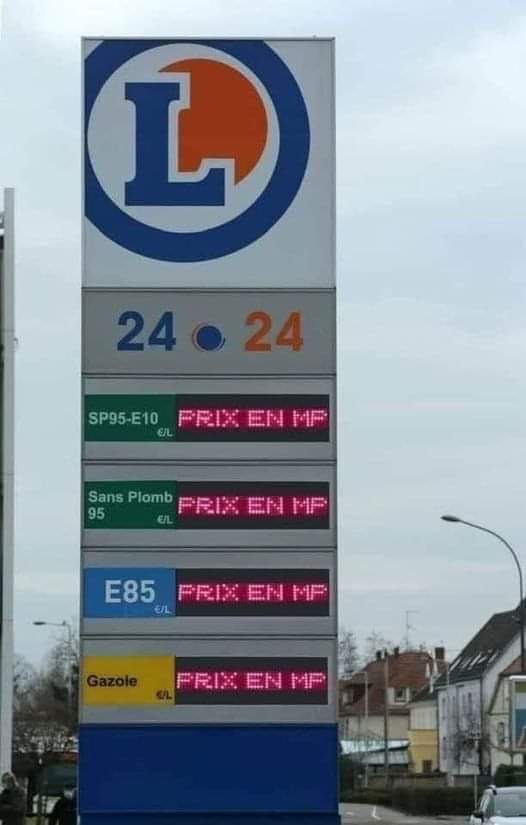 L
24 24
SP95-E10
€/L
PRIX EN MP
Sans Plomb
95
€/L
PRIX EN MP
E85
€/L
PRIX EN MP
Gazole
€/L
PRIX EN MP